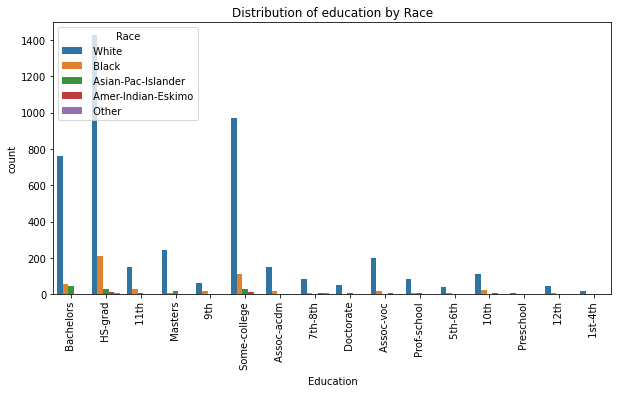 Distribution of education by Race
Race
White
Black
Asian-Pac-Islander
Amer-Indian-Eskimo
Other
count
1400
1200
1000
800
600
400
200
0
Bachelors
HS-grad
11th
Masters
9th
Some-college
Assoc-acdm
7th-8th
Doctorate
Assoc-voc
Prof-school
5th-6th
10th
Preschool
12th
1st-4th
Education